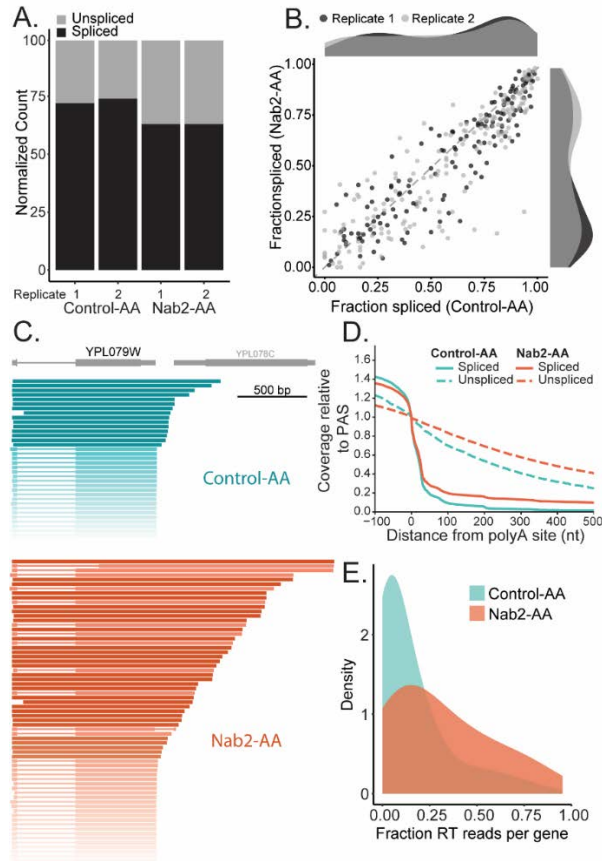 A.
Unspliced
Spliced
Normalized Count
100
75
50
25
0
Replicate 1 2 1 2
Control-AA Nab2-AA
B.
Replicate 1 Replicate 2
Fractionspliced (Nab2-AA)
1.00
0.75
0.50
0.25
0.00
0.00 0.25 0.50 0.75 1.00
Fraction spliced (Control-AA)
C.
YPL079W
YPL078C
500 bp
Control-AA
Nab2-AA
D.
Control-AA Nab2-AA
Spliced Spliced
Unspliced Unspliced
Coverage relative
to PAS
1.6
1.4
1.2
1.0
0.8
0.6
0.4
0.2
0.0
−100 0 100 200 300 400 500
Distance from polyA site (nt)
E.
Control-AA
Nab2-AA
Density
2
1
0
0.00 0.25 0.50 0.75 1.00
Fraction RT reads per gene